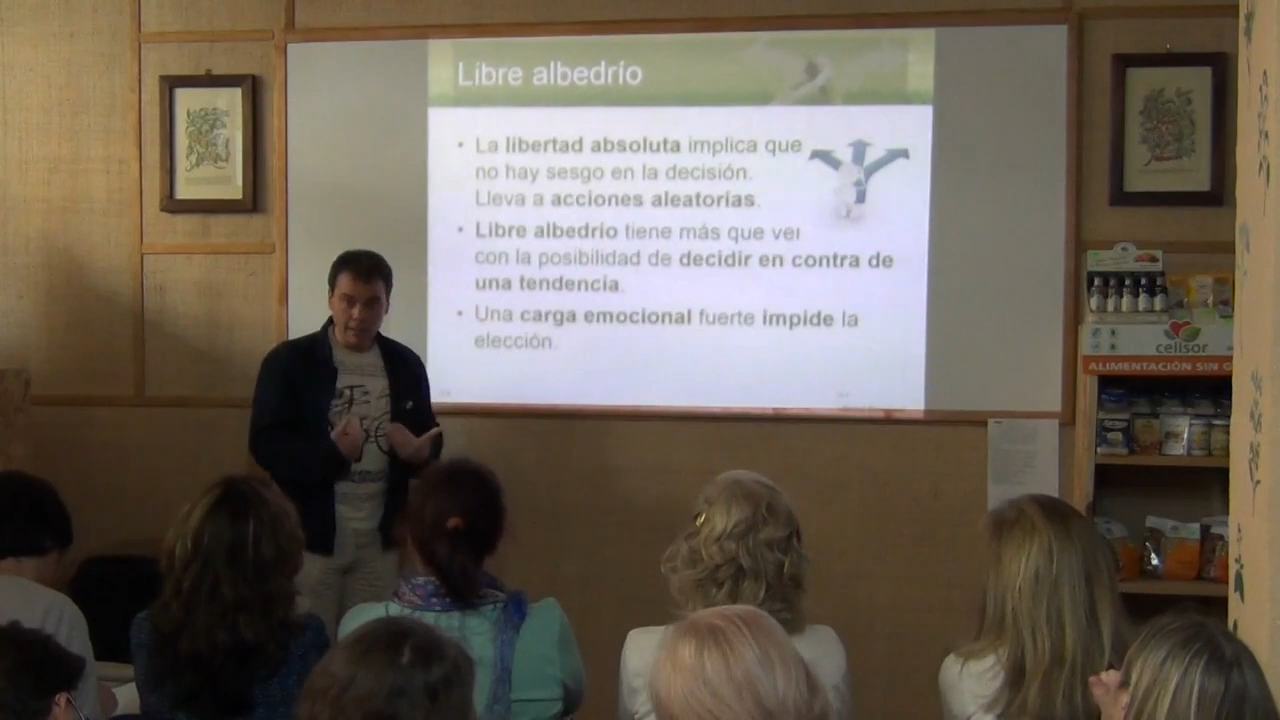 Libre albedrío
• La libertad absoluta implica que
no hay sesgo en la decisión.
Lleva a acciones aleatorias.
• Libre albedrío tiene más que ver
con la posibilidad de decidir en contra de
una tendencia.
• Una carga emocional fuerte impide la
elección.
celisor
ALIMENTACIÓN SIN G